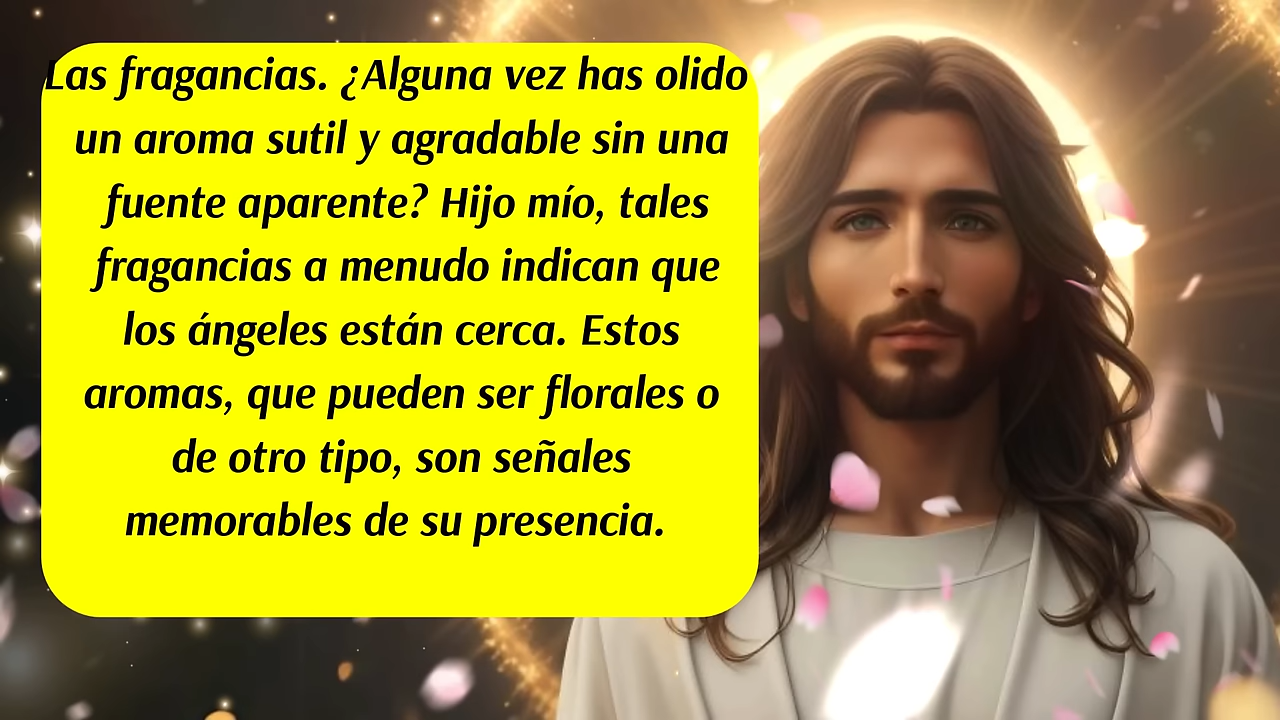 Las fragancias. ¿Alguna vez has olido
un aroma sutil y agradable sin una
fuente aparente? Hijo mío, tales
fragancias a menudo indican que
los ángeles están cerca. Estos
aromas, que pueden ser florales o
de otro tipo, son señales
memorables de su presencia.